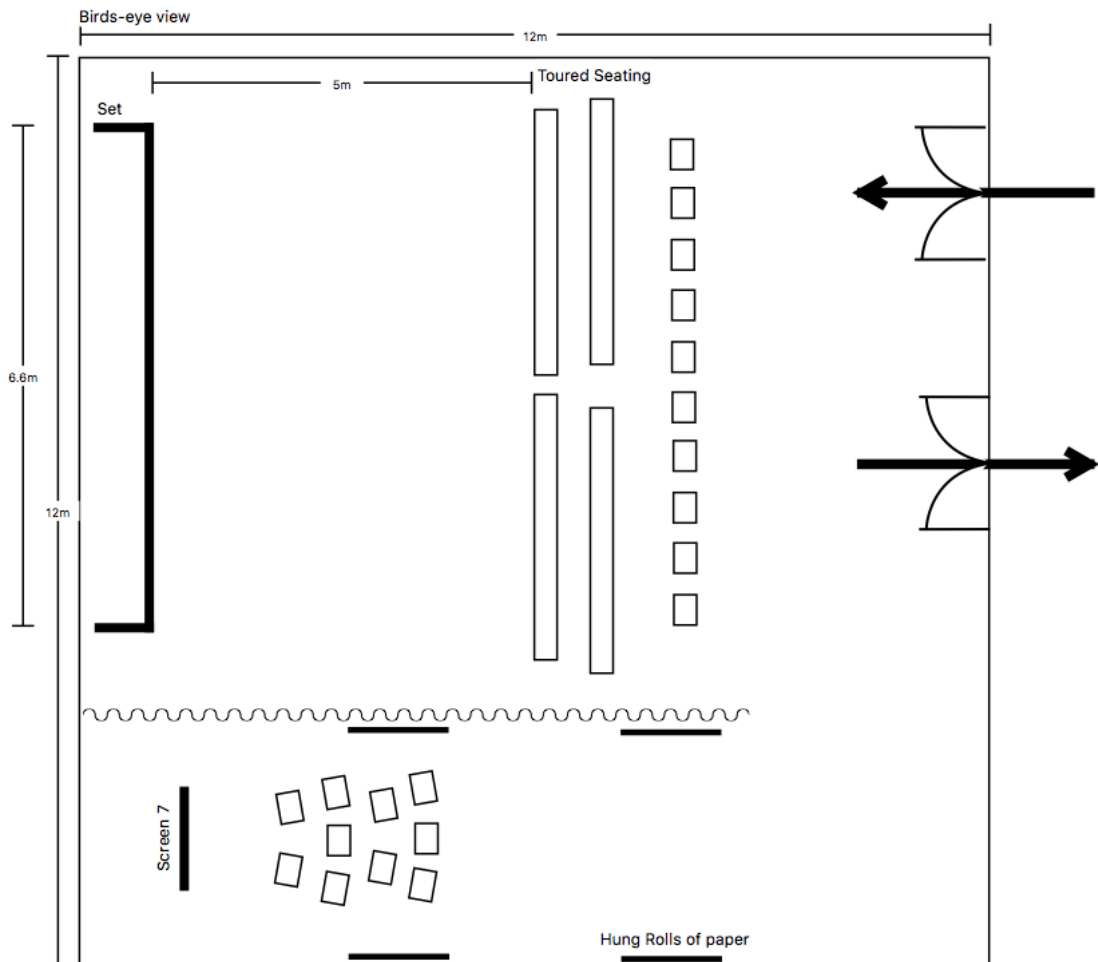 Birds-eye view
12m
5m
Toured Seating
Set
6.6m
12m
Screen 7
Hung Rolls of paper